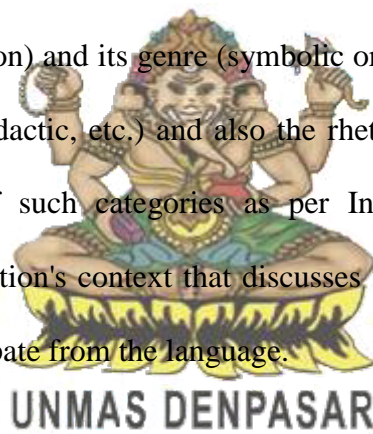 on) and its genre (symbolic or
dactic, etc.) and also the rhet
such categories as per In
tion's context that discusses
pate from the language.
UNMAS DENPASAR